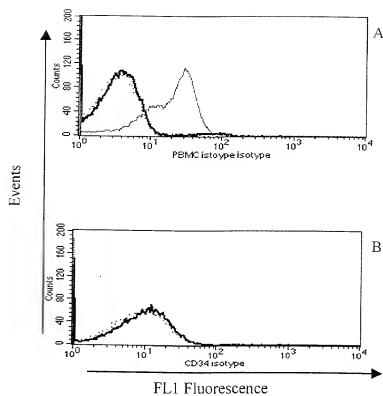 A
Events
Counts
0 40 80 120 160 200
10^0 10^1 10^2 10^3 10^4
PBMC istoype isotype
B
Counts
0 40 80 120 160 200
10^0 10^1 10^2 10^3 10^4
CD34 isotype
FL1 Fluorescence